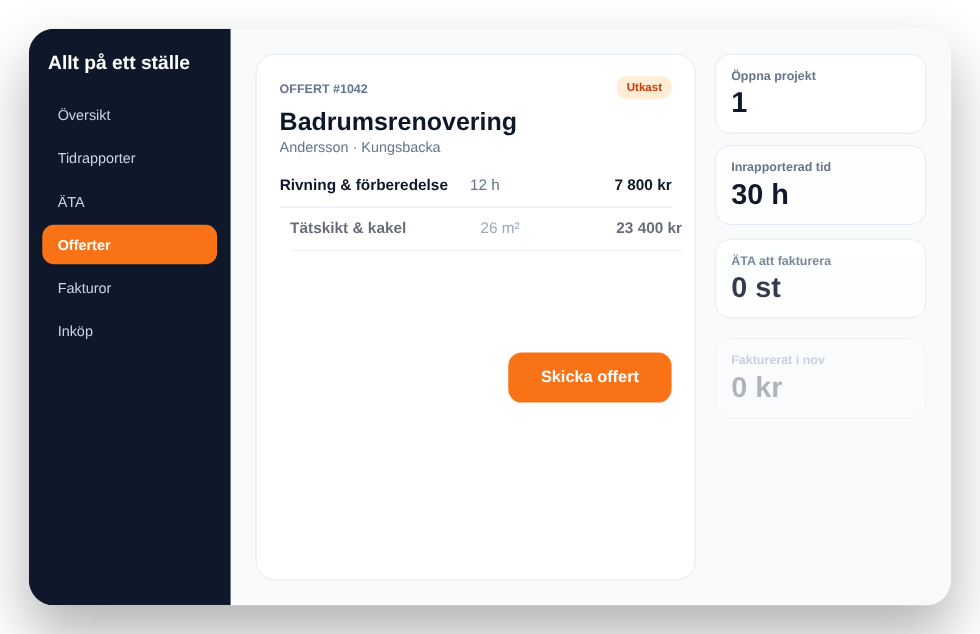 Allt på ett ställe
Översikt
Tidrapporter
ÄTA
Offerter
Fakturor
Inköp
OFFERT #1042
Utkast
Badrumsrenovering
Andersson · Kungsbacka
Rivning & förberedelse 12 h 7 800 kr
Tätskikt & kakel 26 m² 23 400 kr
Skicka offert
Öppna projekt
1
Inrapporterad tid
30 h
ÄTA att fakturera
0 st
Fakturerat i nov
0 kr